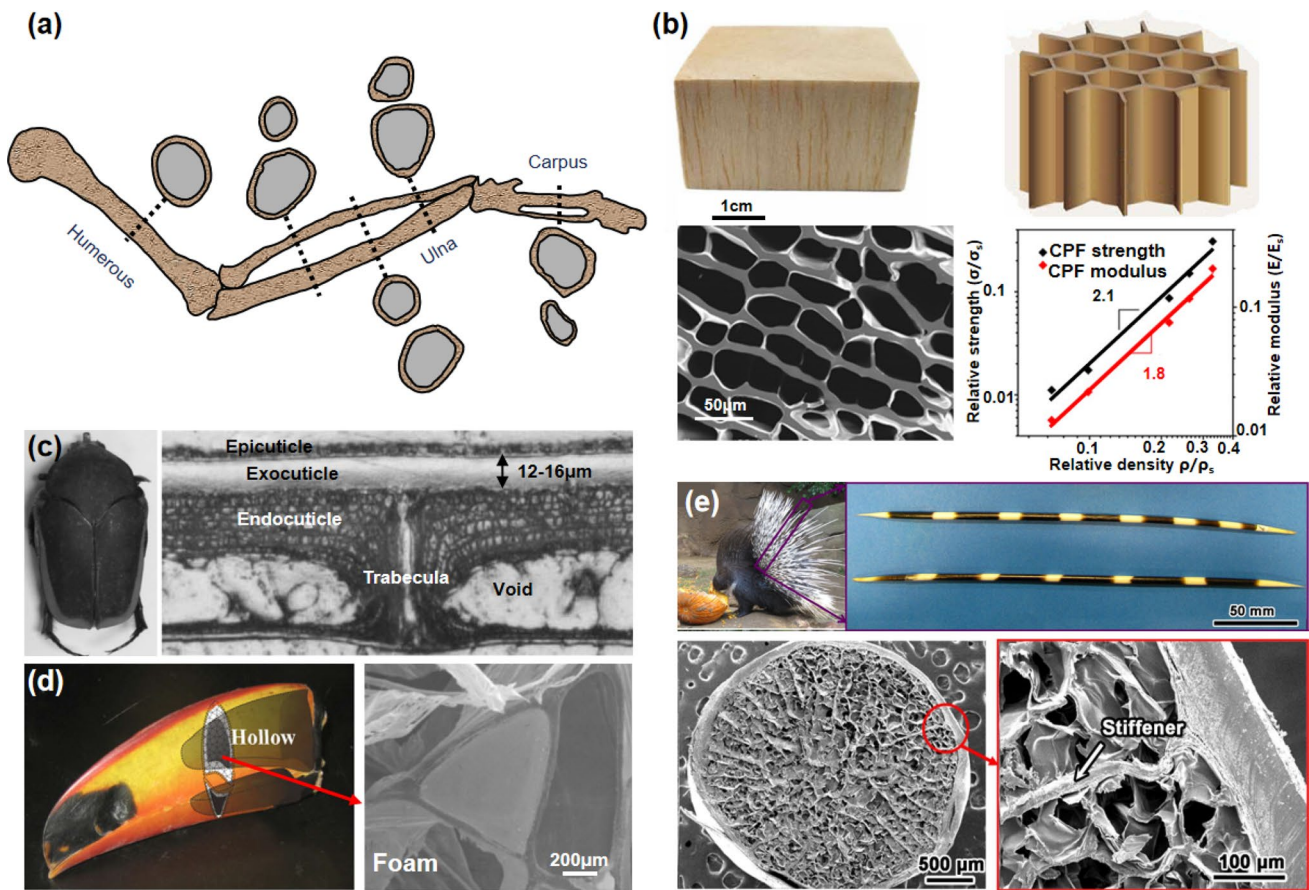 (a)
Humerous
Ulna
Carpus
(b)
1cm
50µm
CPF strength
CPF modulus
2.1
1.8
Relative strength (σ/σs)
0.1
0.01
Relative modulus (E/Es)
0.1
0.01
0.1
0.2
0.3
0.4
Relative density ρ/ρs
(c)
Epicuticle
Exocuticle
12-16µm
Endocuticle
Trabecula
Void
(d)
Hollow
Foam
200µm
(e)
50 mm
500 µm
Stiffener
100 µm